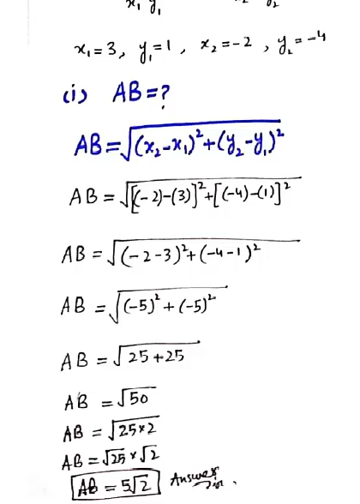 x₁ y₁
x₁=3, y₁=1, x₂=-2, y₂=-4
(i) AB=?
AB=√(x₂-x₁)²+(y₂-y₁)²
AB=√[(-2)-(3)]²+[(-4)-(1)]²
AB=√(-2-3)²+(-4-1)²
AB=√(-5)²+(-5)²
AB=√25+25
AB=√50
AB=√25×2
AB=√25×√2
AB=5√2 Answer